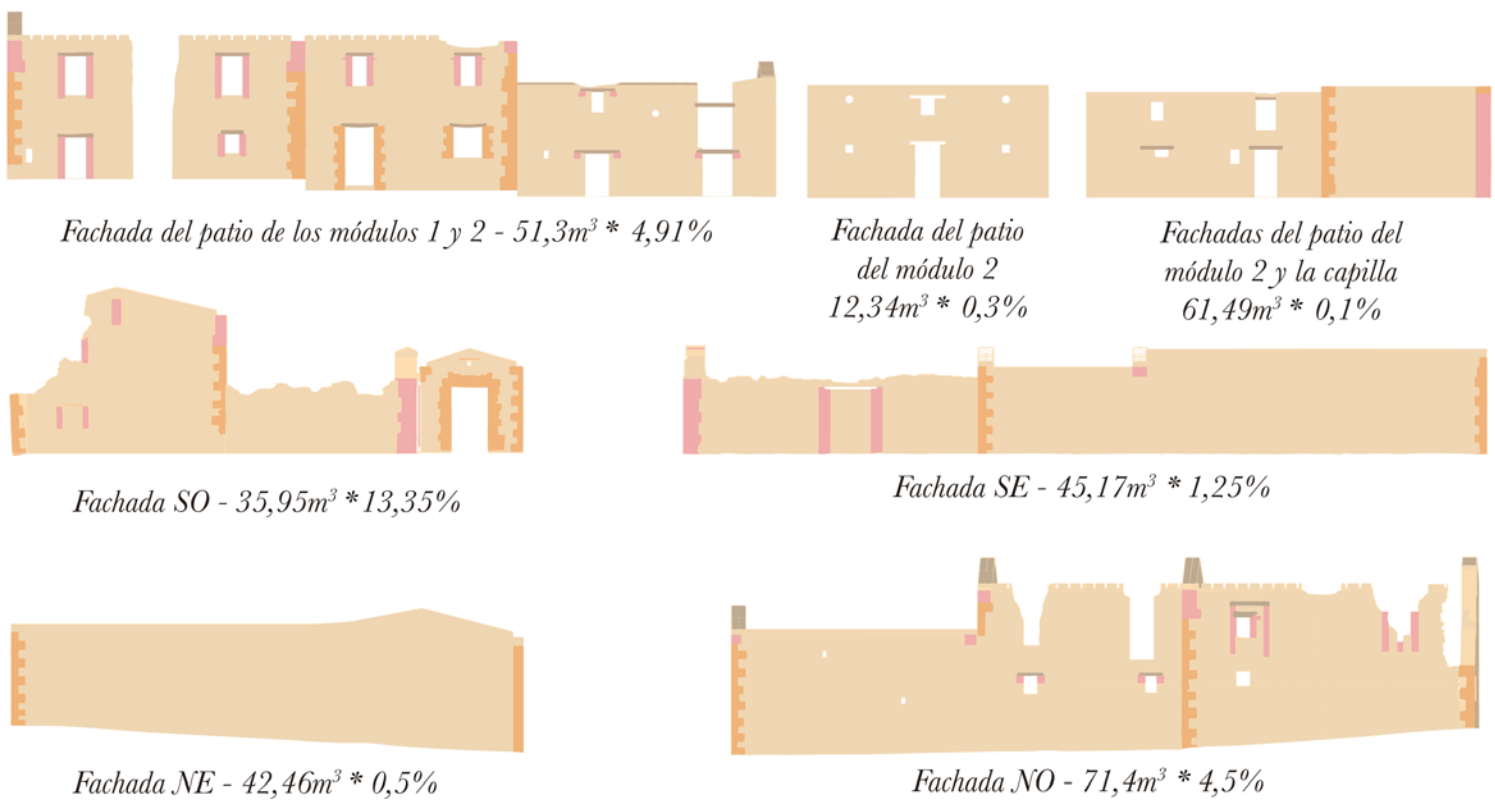 Fachada del patio de los módulos 1 y 2 - 51,3m³ * 4,91%
Fachada del patio
del módulo 2
12,34m³ * 0,3%
Fachadas del patio del
módulo 2 y la capilla
61,49m³ * 0,1%
Fachada SO - 35,95m³ *13,35%
Fachada SE - 45,17m³ * 1,25%
Fachada NE - 42,46m³ * 0,5%
Fachada NO - 71,4m³ * 4,5%